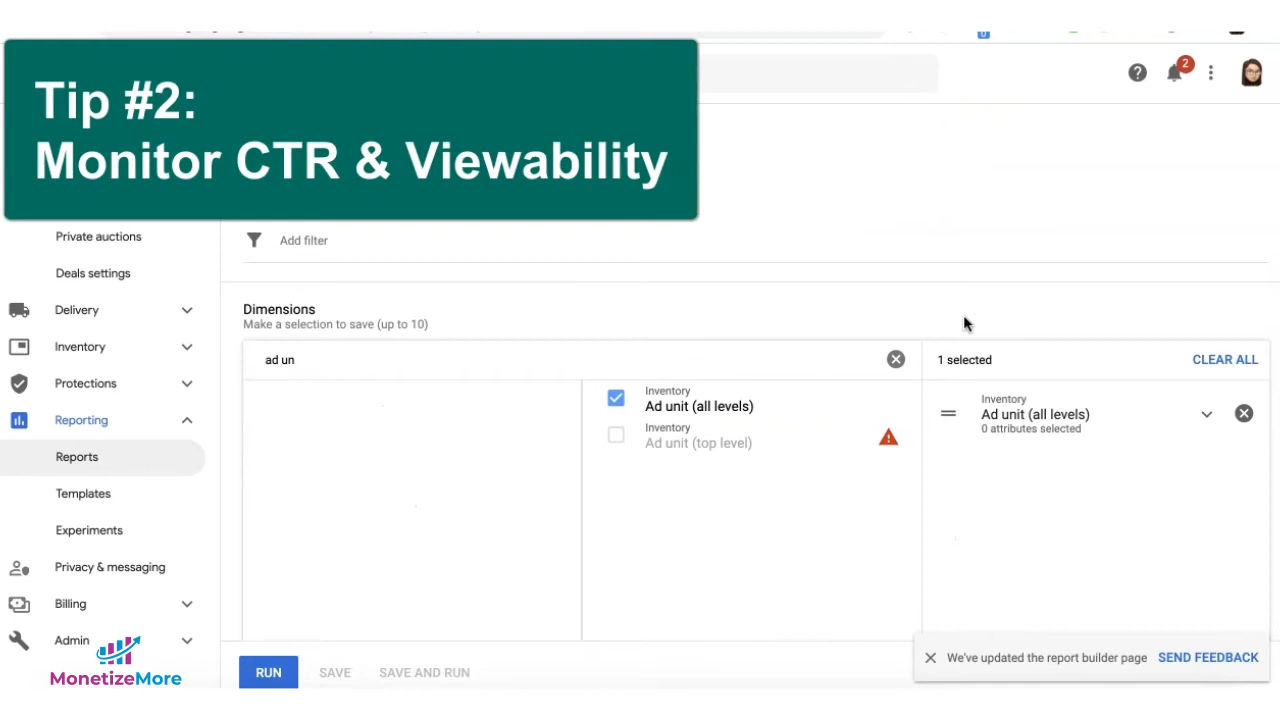 Tip #2:
Monitor CTR & Viewability
2
Private auctions
Deals settings
Delivery
Inventory
Protections
Reporting
Reports
Templates
Experiments
Privacy & messaging
Billing
Admin
MonetizeMore
Add filter
Dimensions
Make a selection to save (up to 10)
ad un
Inventory
Ad unit (all levels)
Inventory
Ad unit (top level)
1 selected
CLEAR ALL
Inventory
Ad unit (all levels)
0 attributes selected
RUN
SAVE
SAVE AND RUN
We've updated the report builder page
SEND FEEDBACK